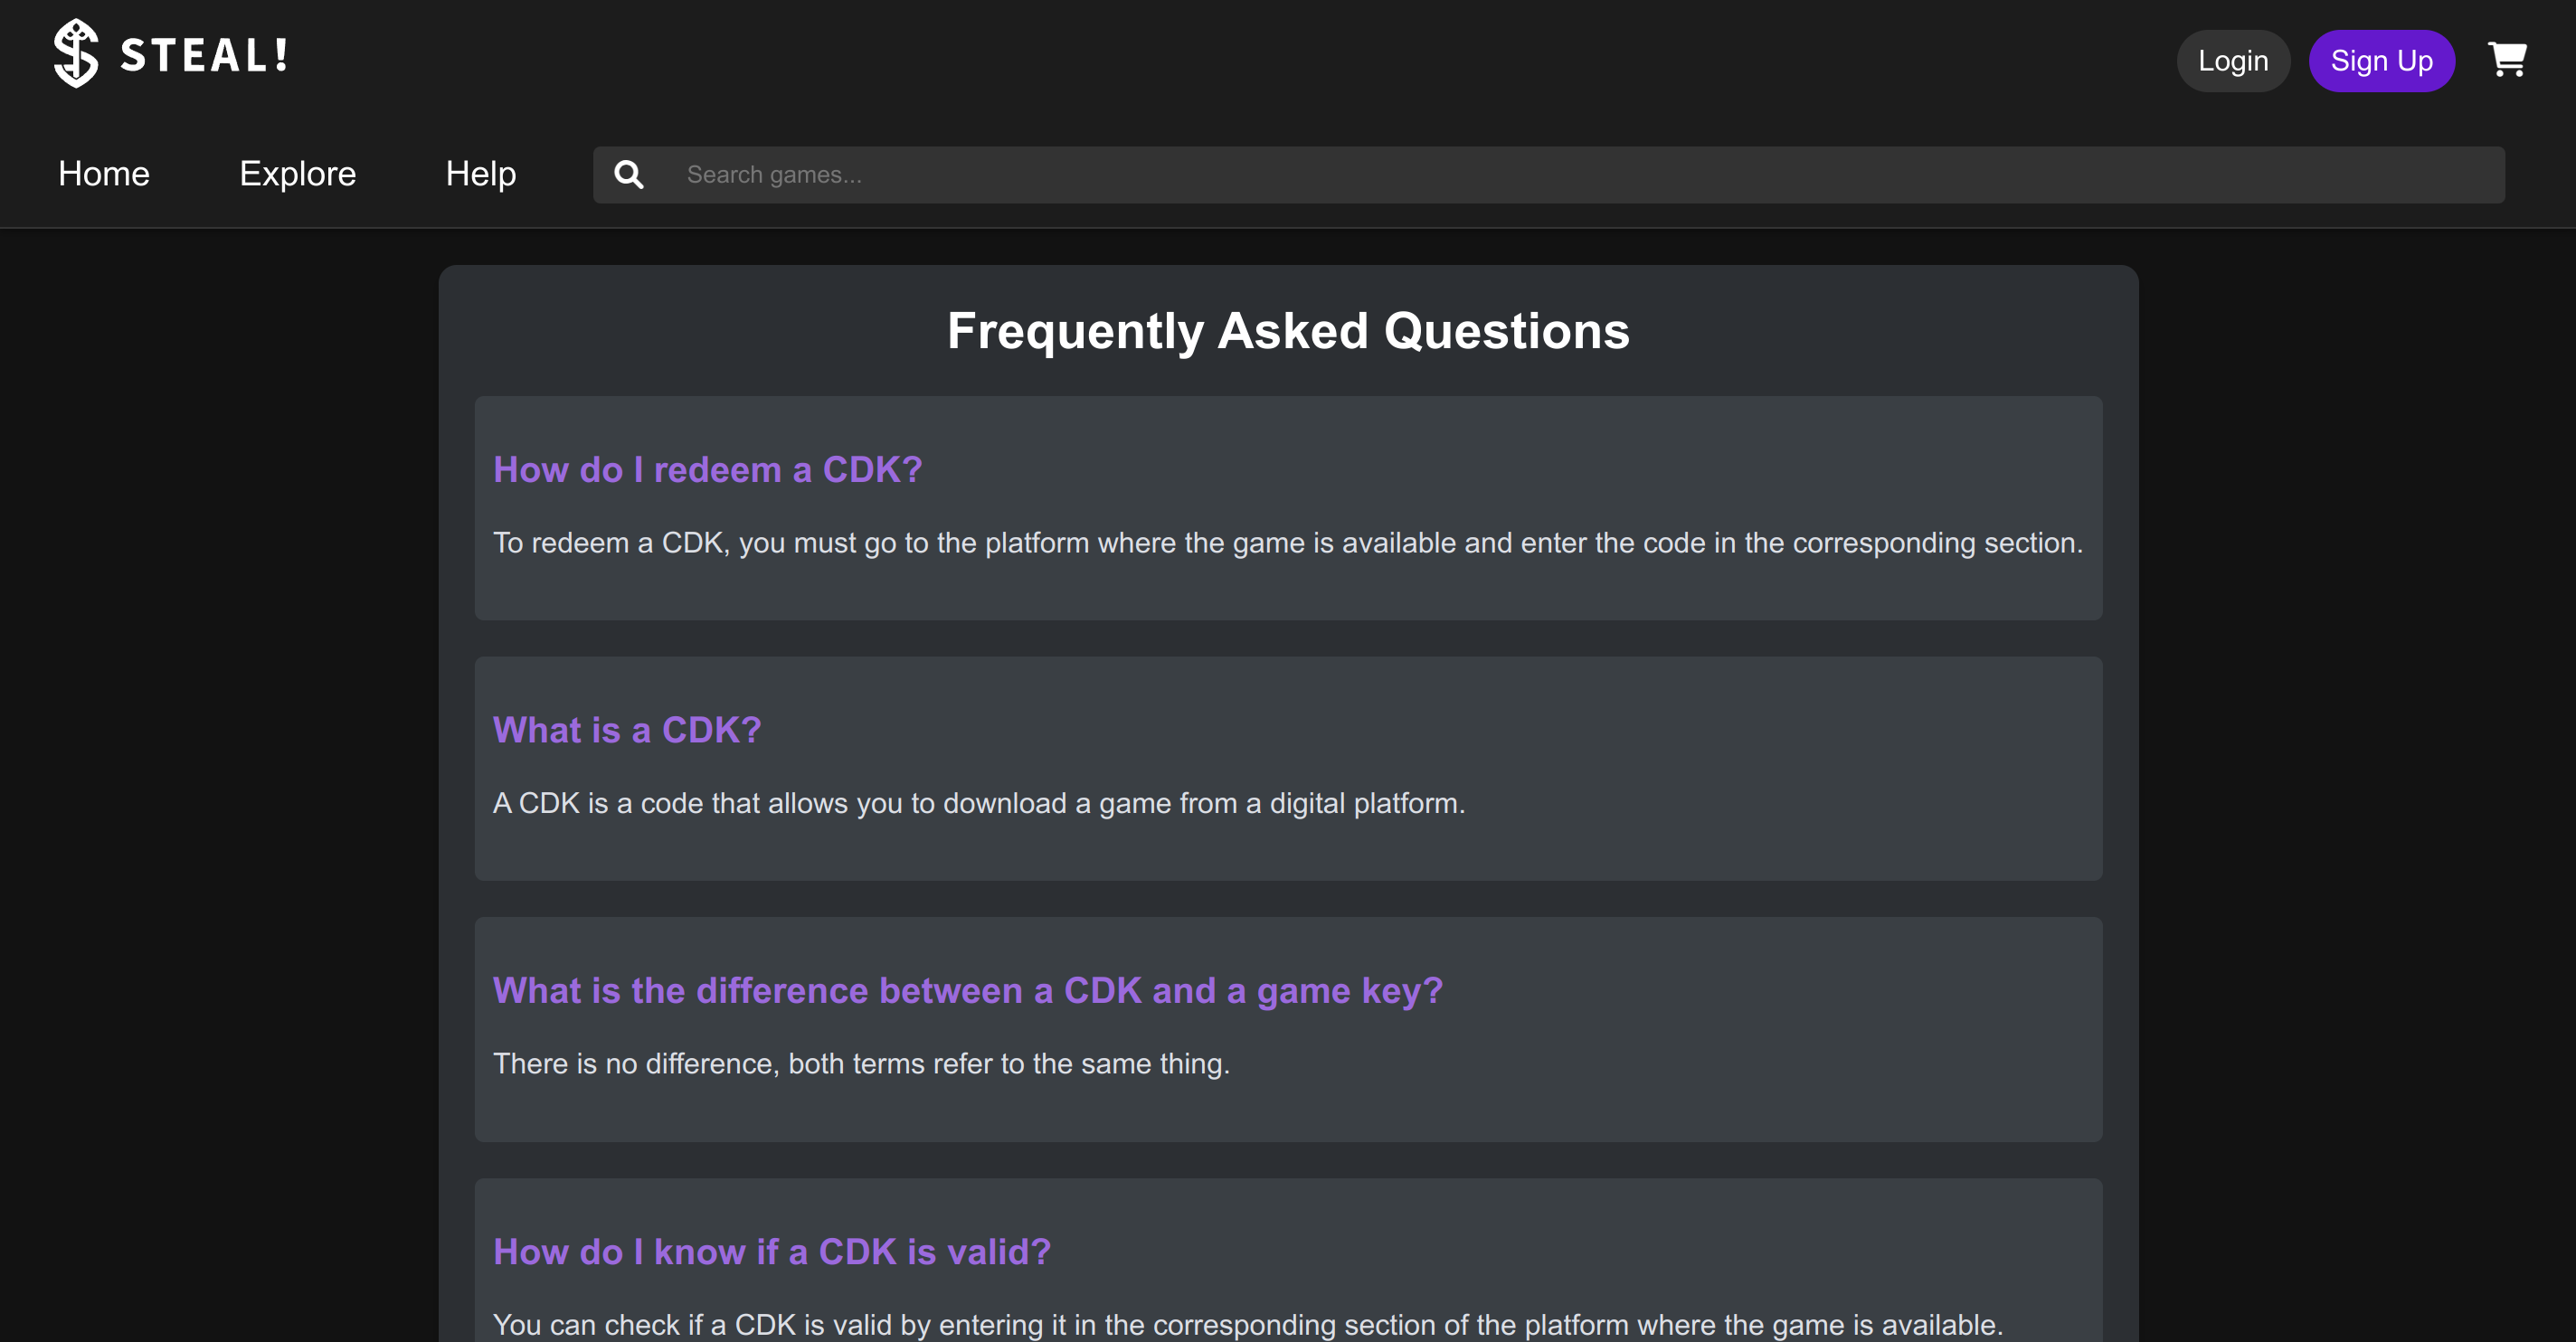 STEAL!
Login
Sign Up
Home
Explore
Help
Search games...
Frequently Asked Questions
How do I redeem a CDK?
To redeem a CDK, you must go to the platform where the game is available and enter the code in the corresponding section.
What is a CDK?
A CDK is a code that allows you to download a game from a digital platform.
What is the difference between a CDK and a game key?
There is no difference, both terms refer to the same thing.
How do I know if a CDK is valid?
You can check if a CDK is valid by entering it in the corresponding section of the platform where the game is available.